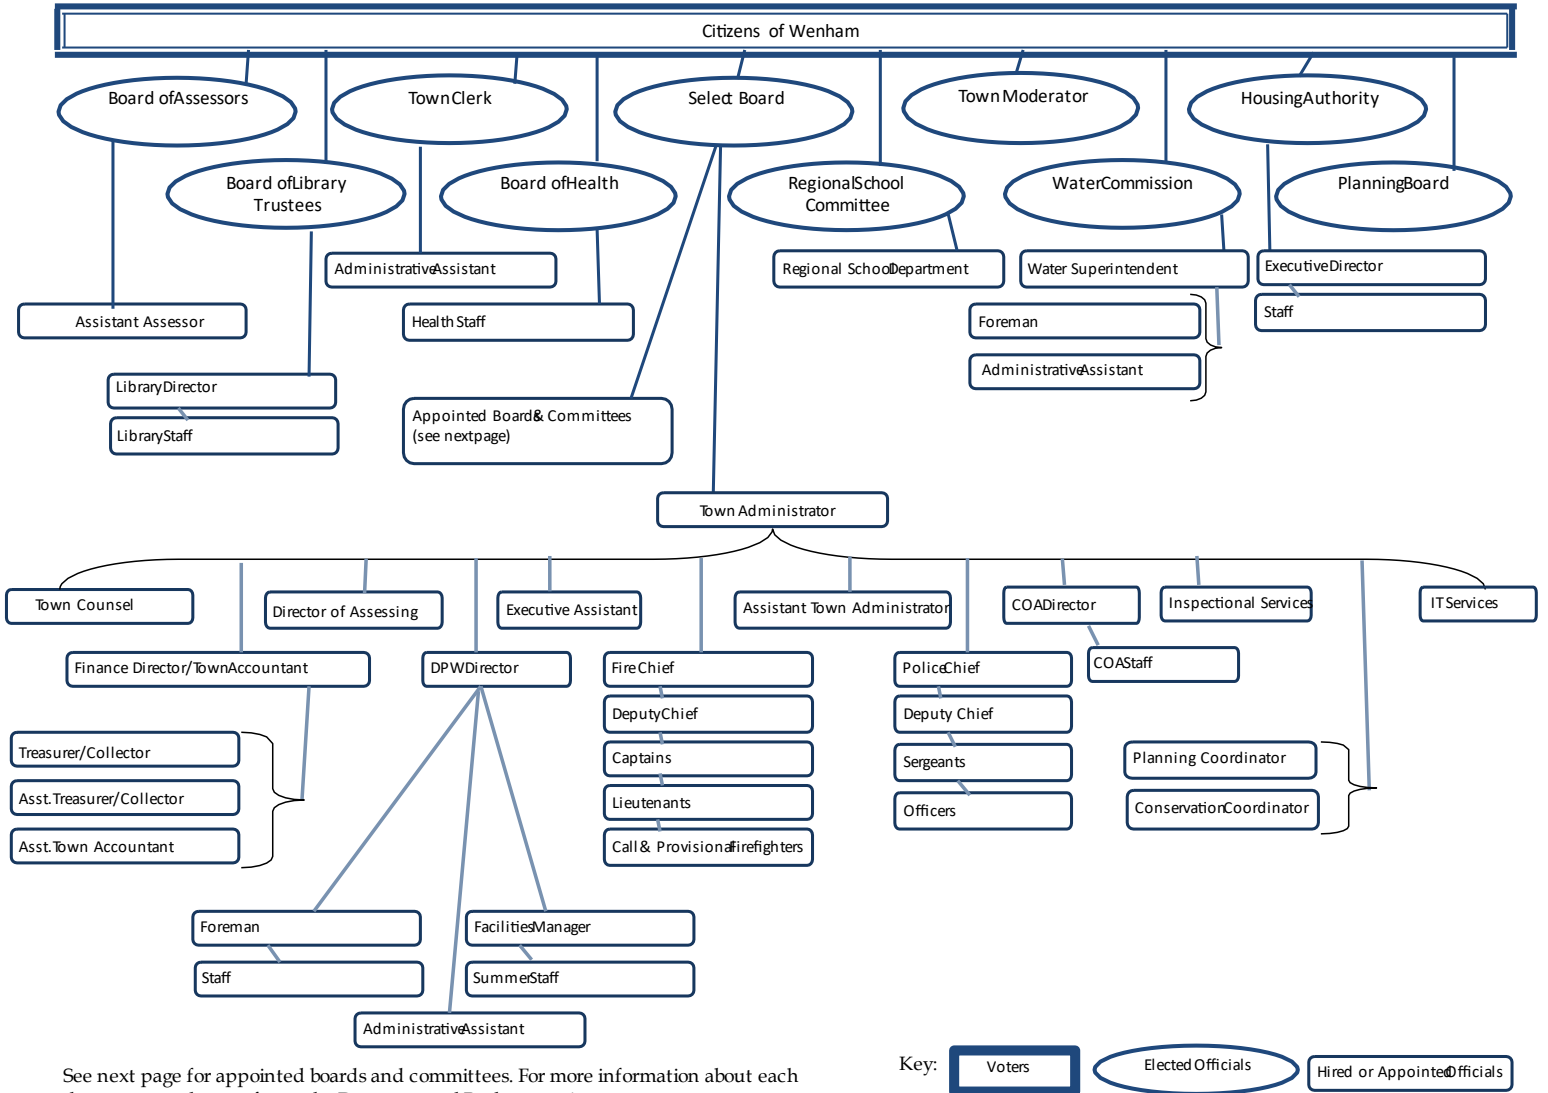 Citizens of Wenham
Board of Assessors
Town Clerk
Select Board
Town Moderator
Housing Authority
Board of Library
Trustees
Board of Health
Regional School
Committee
Water Commission
Planning Board
Administrative Assistant
Regional School Department
Water Superintendent
Executive Director
Assistant Assessor
Health Staff
Foreman
Staff
Administrative Assistant
Library Director
Library Staff
Appointed Boards & Committees
(see next page)
Town Administrator
Town Counsel
Director of Assessing
Executive Assistant
Assistant Town Administrator
COA Director
Inspectional Services
IT Services
Finance Director/Town Accountant
DPW Director
Fire Chief
Police Chief
COA Staff
Deputy Chief
Deputy Chief
Treasurer/Collector
Captains
Sergeants
Planning Coordinator
Asst. Treasurer/Collector
Lieutenants
Officers
Conservation Coordinator
Asst. Town Accountant
Call & Provisional Firefighters
Foreman
Facilities Manager
Staff
Summer Staff
Administrative Assistant
Key:
Voters
Elected Officials
Hired or Appointed Officials
See next page for appointed boards and committees. For more information about each